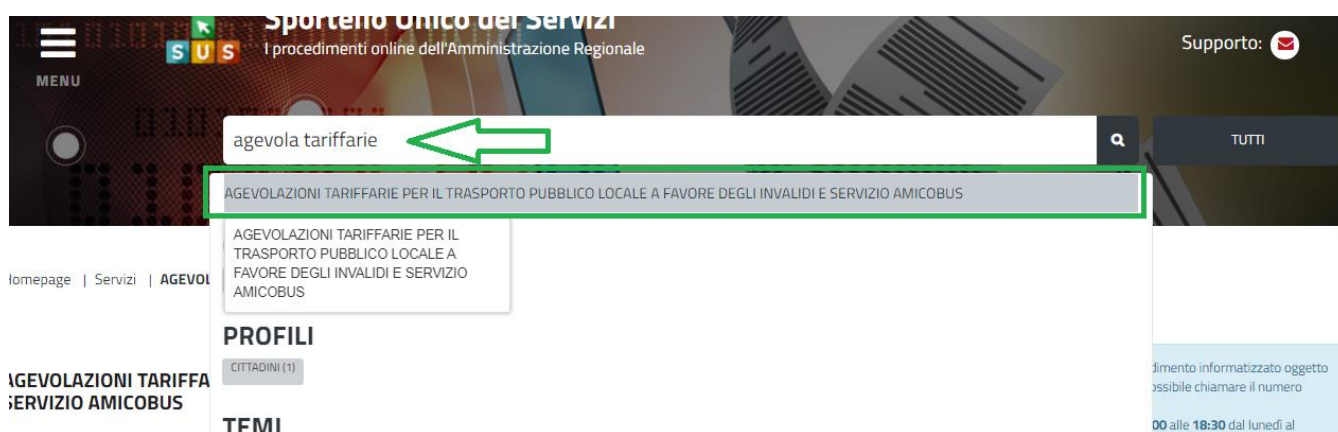 Sportello Unico dei Servizi
SUS
I procedimenti online dell'Amministrazione Regionale
Supporto:
MENU
agevola tariffarie
TUTTI
AGEVOLAZIONI TARIFFARIE PER IL TRASPORTO PUBBLICO LOCALE A FAVORE DEGLI INVALIDI E SERVIZIO AMICOBUS
AGEVOLAZIONI TARIFFARIE PER IL
TRASPORTO PUBBLICO LOCALE A
FAVORE DEGLI INVALIDI E SERVIZIO
AMICOBUS
Homepage | Servizi | AGEVOL
PROFILI
CITTADINI (1)
AGEVOLAZIONI TARIFFA
SERVIZIO AMICOBUS
TEMI
dimento informatizzato oggetto
ossibile chiamare il numero
00 alle 18:30 dal lunedì al